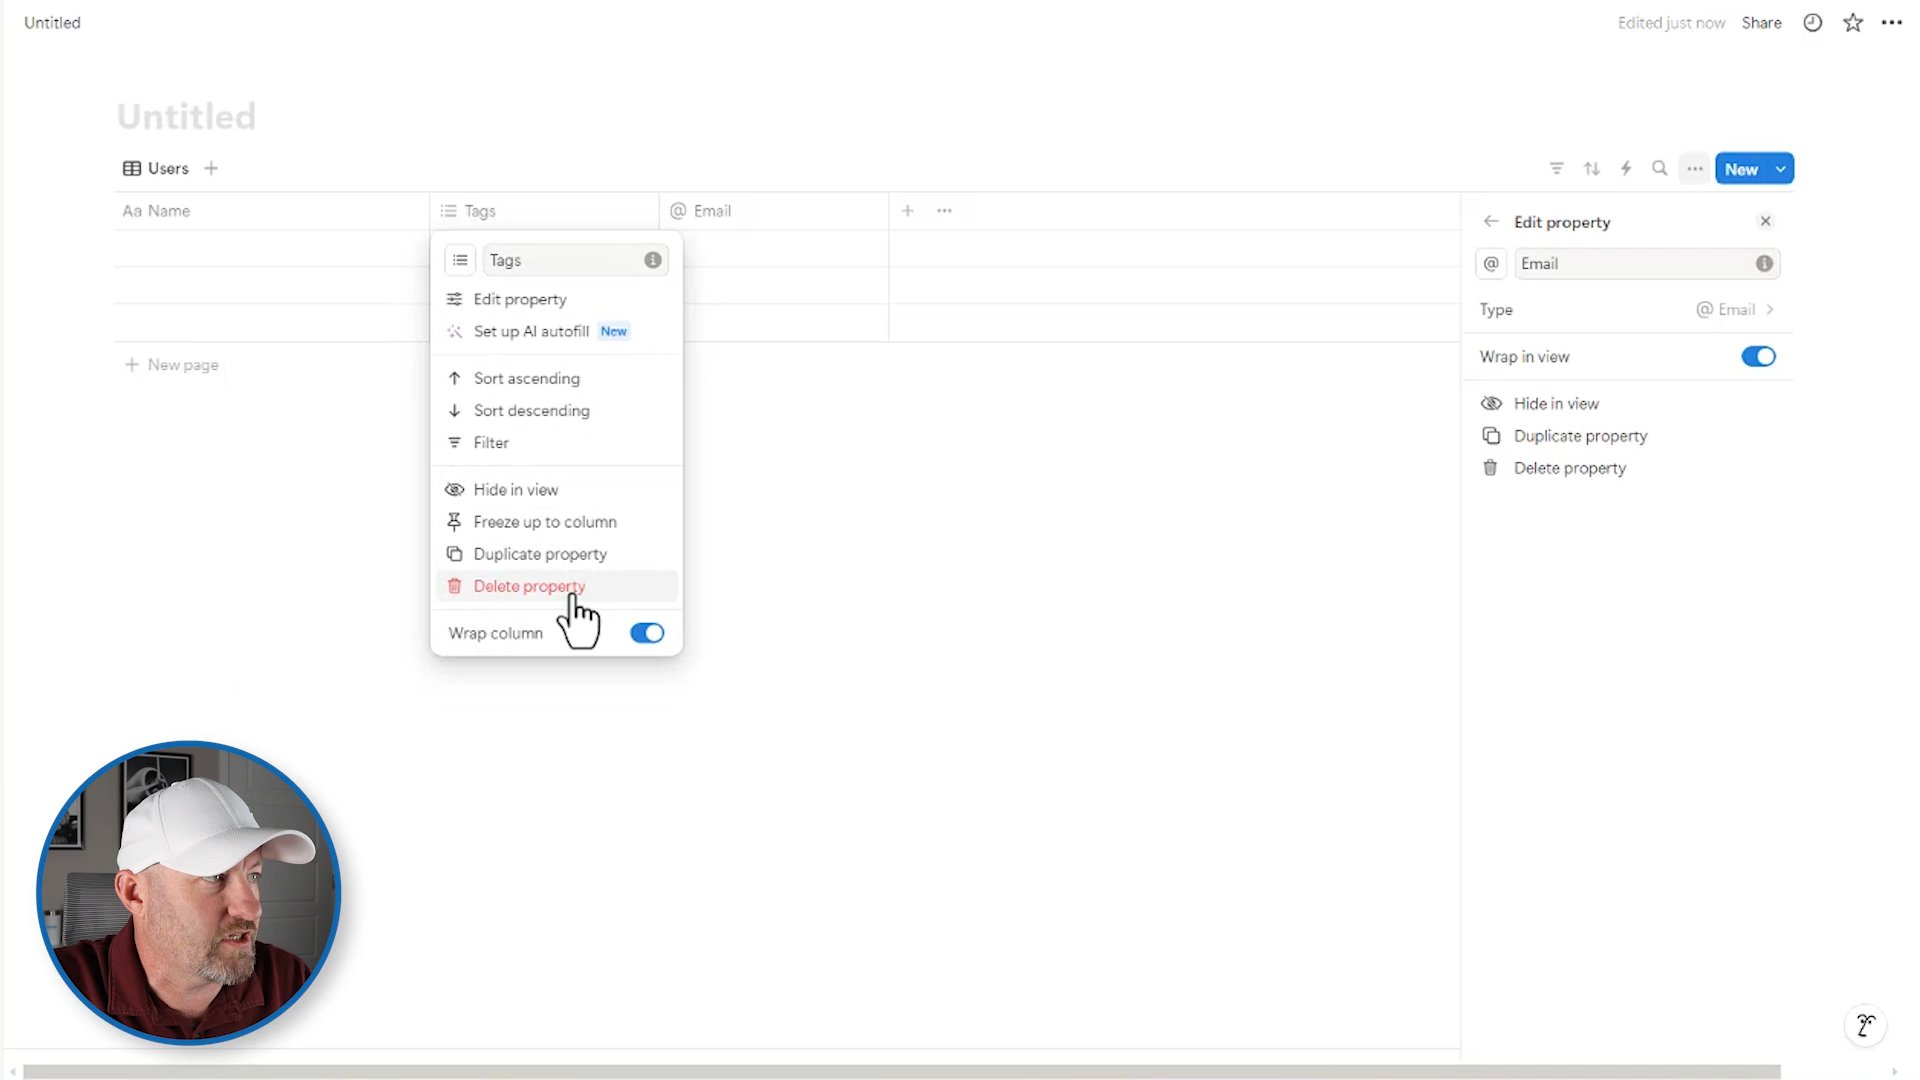 Untitled
Edited just now Share
Untitled
Users
New
Aa Name
Tags
@ Email
Tags
Edit property
Set up AI autofill New
Sort ascending
Sort descending
Filter
Hide in view
Freeze up to column
Duplicate property
Delete property
Wrap column
New page
Edit property
@ Email
Type @ Email
Wrap in view
Hide in view
Duplicate property
Delete property